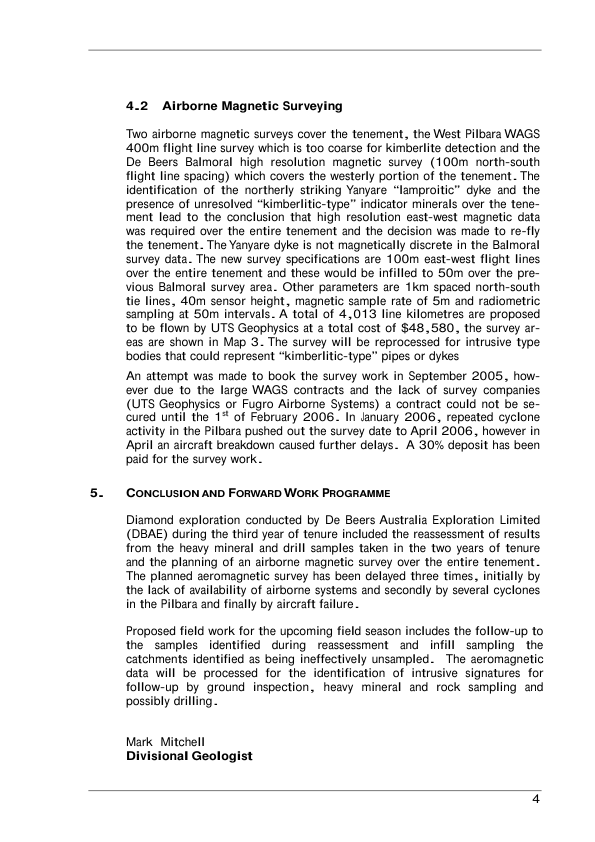 4.2 Airborne Magnetic Surveying
Two airborne magnetic surveys cover the tenement, the West Pilbara WAGS
400m flight line survey which is too coarse for kimberlite detection and the
De Beers Balmoral high resolution magnetic survey (100m north-south
flight line spacing) which covers the westerly portion of the tenement. The
identification of the northerly striking Yanyare “lamproitic” dyke and the
presence of unresolved “kimberlitic-type” indicator minerals over the tene-
ment lead to the conclusion that high resolution east-west magnetic data
was required over the entire tenement and the decision was made to re-fly
the tenement. The Yanyare dyke is not magnetically discrete in the Balmoral
survey data. The new survey specifications are 100m east-west flight lines
over the entire tenement and these would be infilled to 50m over the pre-
vious Balmoral survey area. Other parameters are 1km spaced north-south
tie lines, 40m sensor height, magnetic sample rate of 5m and radiometric
sampling at 50m intervals. A total of 4,013 line kilometres are proposed
to be flown by UTS Geophysics at a total cost of $48,580, the survey ar-
eas are shown in Map 3. The survey will be reprocessed for intrusive type
bodies that could represent “kimberlitic-type” pipes or dykes
An attempt was made to book the survey work in September 2005, how-
ever due to the large WAGS contracts and the lack of survey companies
(UTS Geophysics or Fugro Airborne Systems) a contract could not be se-
cured until the 1st of February 2006. In January 2006, repeated cyclone
activity in the Pilbara pushed out the survey date to April 2006, however in
April an aircraft breakdown caused further delays. A 30% deposit has been
paid for the survey work.
5. CONCLUSION AND FORWARD WORK PROGRAMME
Diamond exploration conducted by De Beers Australia Exploration Limited
(DBAE) during the third year of tenure included the reassessment of results
from the heavy mineral and drill samples taken in the two years of tenure
and the planning of an airborne magnetic survey over the entire tenement.
The planned aeromagnetic survey has been delayed three times, initially by
the lack of availability of airborne systems and secondly by several cyclones
in the Pilbara and finally by aircraft failure.
Proposed field work for the upcoming field season includes the follow-up to
the samples identified during reassessment and infill sampling the
catchments identified as being ineffectively unsampled. The aeromagnetic
data will be processed for the identification of intrusive signatures for
follow-up by ground inspection, heavy mineral and rock sampling and
possibly drilling.
Mark Mitchell
Divisional Geologist
4